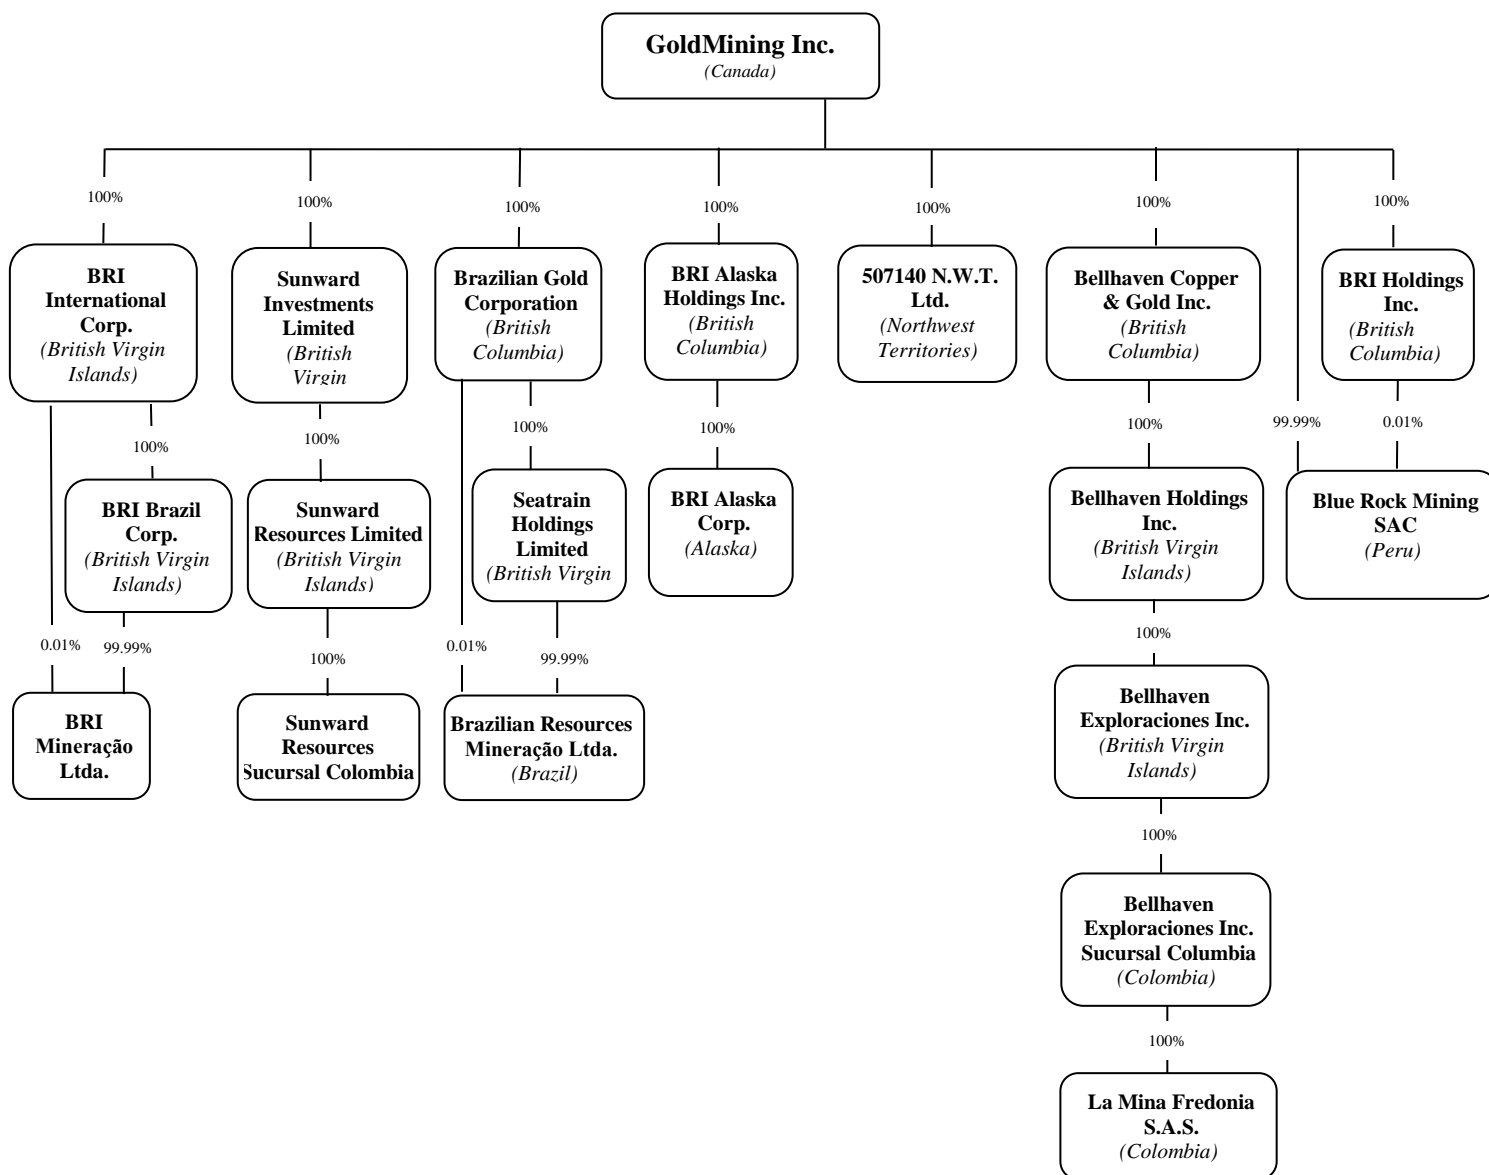 GoldMining Inc.
(Canada)
100%
100%
100%
100%
100%
100%
100%
BRI
International
Corp.
(British Virgin
Islands)
Sunward
Investments
Limited
(British
Virgin
Brazilian Gold
Corporation
(British
Columbia)
BRI Alaska
Holdings Inc.
(British
Columbia)
507140 N.W.T.
Ltd.
(Northwest
Territories)
Bellhaven Copper
& Gold Inc.
(British
Columbia)
BRI Holdings
Inc.
(British
Columbia)
100%
100%
100%
100%
100%
99.99%
0.01%
BRI Brazil
Corp.
(British Virgin
Islands)
Sunward
Resources Limited
(British Virgin
Islands)
Seatrain
Holdings
Limited
(British Virgin
BRI Alaska
Corp.
(Alaska)
Bellhaven Holdings
Inc.
(British Virgin
Islands)
Blue Rock Mining
SAC
(Peru)
0.01%
99.99%
100%
0.01%
99.99%
100%
BRI
Mineração
Ltda.
Sunward
Resources
Sucursal Colombia
Brazilian Resources
Mineração Ltda.
(Brazil)
Bellhaven
Exploraciones Inc.
(British Virgin
Islands)
100%
Bellhaven
Exploraciones Inc.
Sucursal Columbia
(Colombia)
100%
La Mina Fredonia
S.A.S.
(Colombia)